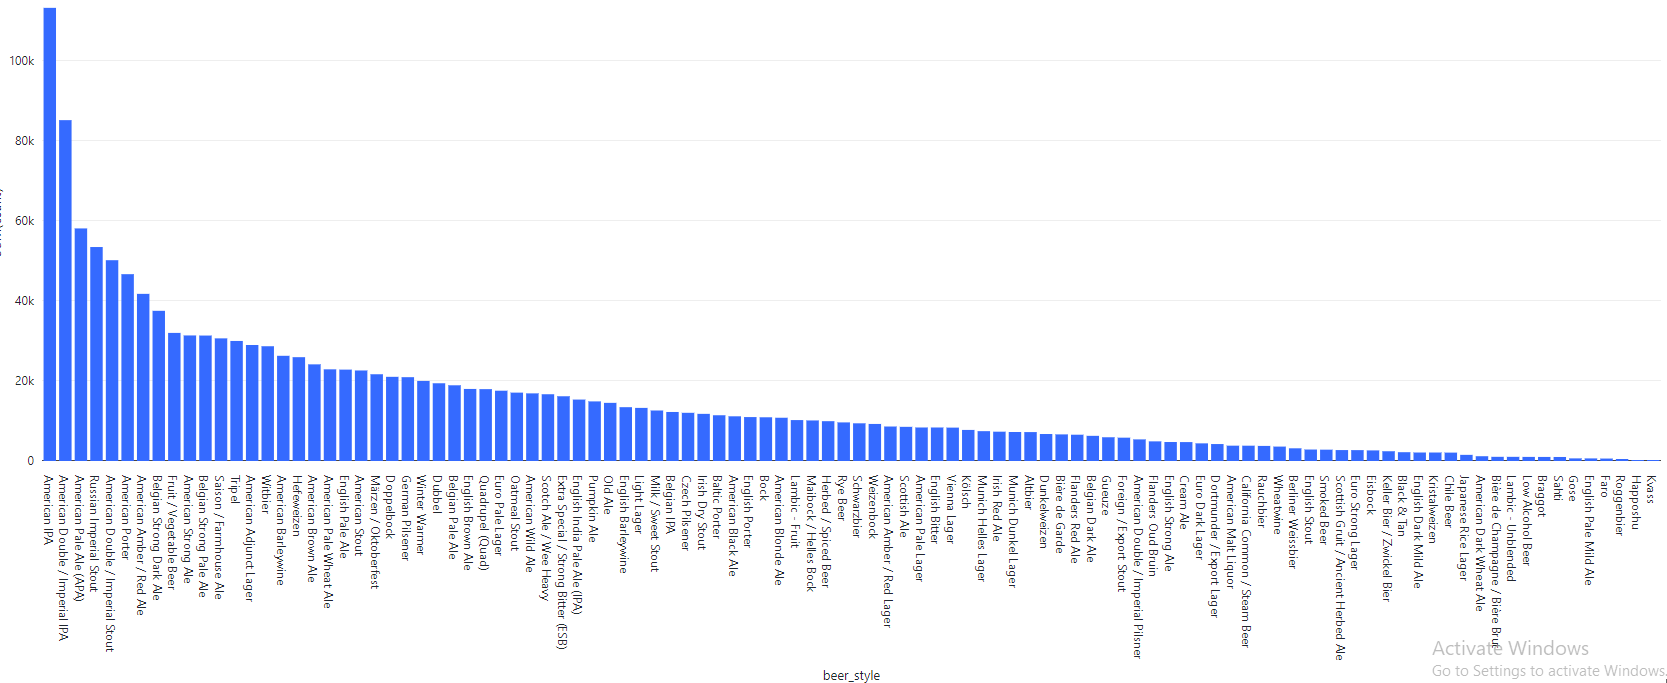 100k
80k
60k
40k
20k
0
American IPA
American Double / Imperial IPA
American Pale Ale (APA)
Russian Imperial Stout
American Double / Imperial Stout
American Porter
American Amber / Red Ale
Belgian Strong Dark Ale
Fruit / Vegetable Beer
American Strong Ale
Belgian Strong Pale Ale
Saison / Farmhouse Ale
Tripel
American Adjunct Lager
Witbier
American Barleywine
Hefeweizen
American Brown Ale
American Pale Wheat Ale
English Pale Ale
American Stout
Märzen / Oktoberfest
Doppelbock
German Pilsener
Winter Warmer
Dubbel
Belgian Pale Ale
English Brown Ale
Quadrupel (Quad)
Euro Pale Lager
Oatmeal Stout
American Wild Ale
Scotch Ale / Wee Heavy
Extra Special / Strong Bitter (ESB)
English India Pale Ale (IPA)
Pumpkin Ale
Old Ale
English Barleywine
Light Lager
Milk / Sweet Stout
Belgian IPA
Czech Pilsener
Irish Dry Stout
Baltic Porter
American Black Ale
English Porter
Bock
American Blonde Ale
Lambic - Fruit
Maibock / Helles Bock
Herbed / Spiced Beer
Rye Beer
Schwarzbier
Weizenbock
American Amber / Red Lager
Scottish Ale
American Pale Lager
English Bitter
Vienna Lager
Kölsch
Munich Helles Lager
Irish Red Ale
Munich Dunkel Lager
Altbier
Dunkelweizen
Bière de Garde
Flanders Red Ale
Belgian Dark Ale
Gueuze
Foreign / Export Stout
American Double / Imperial Pilsner
Flanders Oud Bruin
English Strong Ale
Cream Ale
Euro Dark Lager
Dortmunder / Export Lager
American Malt Liquor
California Common / Steam Beer
Rauchbier
Wheatwine
Berliner Weissbier
English Stout
Smoked Beer
Scottish Gruit / Ancient Herbed Ale
Euro Strong Lager
Eisbock
Keller Bier / Zwickel Bier
Black & Tan
English Dark Mild Ale
Kristalweizen
Chile Beer
Japanese Rice Lager
American Dark Wheat Ale
Bière de Champagne / Bière Brut
Lambic - Unblended
Low Alcohol Beer
Braggot
Sahti
Gose
English Pale Mild Ale
Faro
Roggenbier
Happoshu
Kvass
beer_style
Activate Windows
Go to Settings to activate Windows.